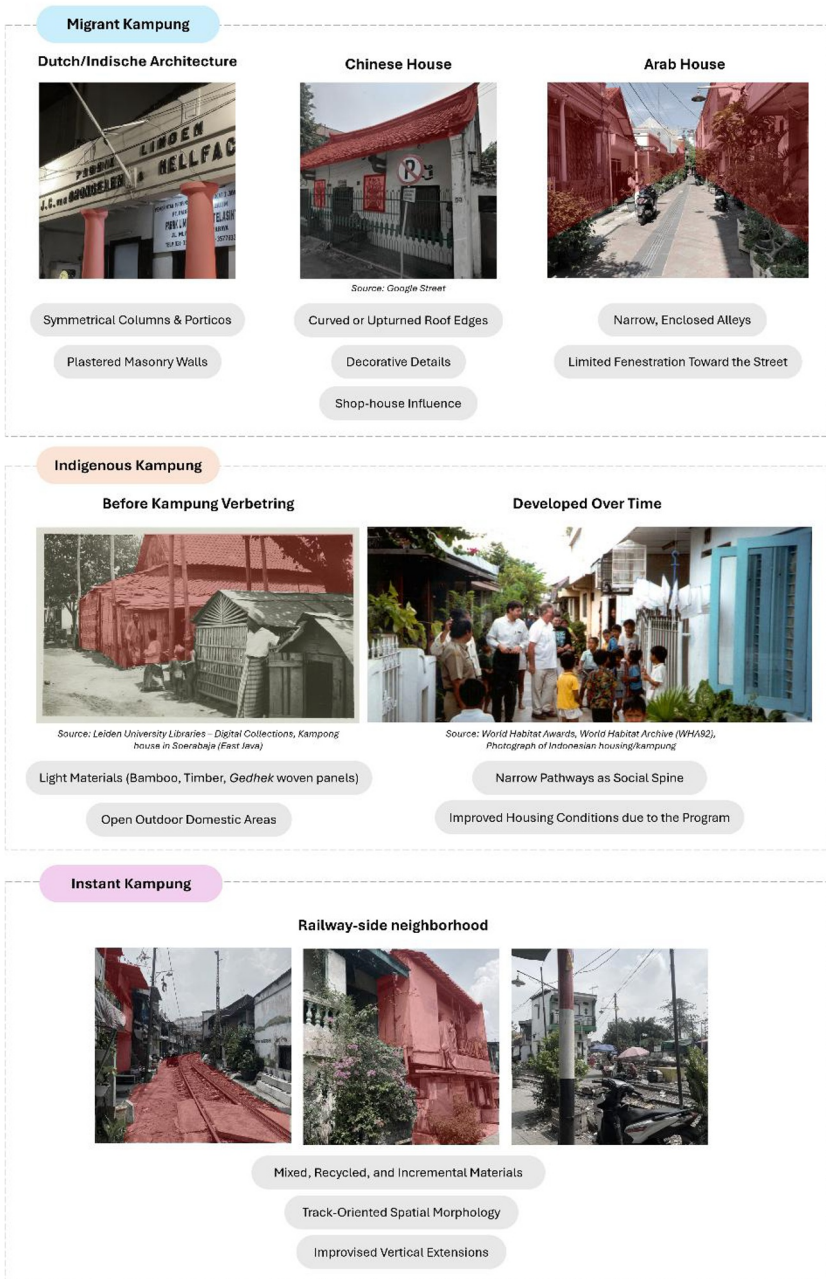 Migrant Kampung
Dutch/Indische Architecture
Chinese House
Arab House
LINDEN
J.C. VAN
& HELLFAC
Source: Google Street
Symmetrical Columns & Porticos
Curved or Upturned Roof Edges
Narrow, Enclosed Alleys
Plastered Masonry Walls
Decorative Details
Limited Fenestration Toward the Street
Shop-house Influence
Indigenous Kampung
Before Kampung Verbetring
Developed Over Time
Source: Leiden University Libraries – Digital Collections, Kampong
house in Soerabaja (East Java)
Source: World Habitat Awards, World Habitat Archive (WHA92),
Photograph of Indonesian housing/kampung
Light Materials (Bamboo, Timber, Gedhek woven panels)
Narrow Pathways as Social Spine
Open Outdoor Domestic Areas
Improved Housing Conditions due to the Program
Instant Kampung
Railway-side neighborhood
Mixed, Recycled, and Incremental Materials
Track-Oriented Spatial Morphology
Improvised Vertical Extensions